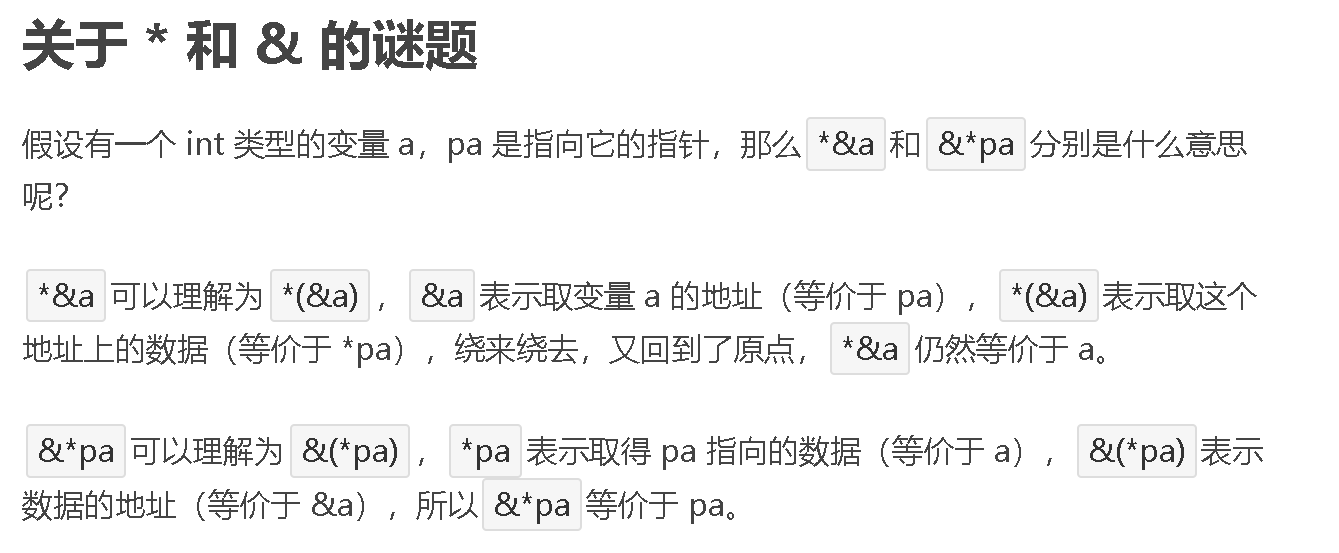 关于 * 和 & 的谜题
假设有一个 int 类型的变量 a，pa 是指向它的指针，那么 *&a 和 &*pa 分别是什么意思
呢？
*&a 可以理解为 *(&a)，&a 表示取变量 a 的地址（等价于 pa），*(&a) 表示取这个
地址上的数据（等价于 *pa），绕来绕去，又回到了原点，*&a 仍然等价于 a。
&*pa 可以理解为 &(*pa)，*pa 表示取得 pa 指向的数据（等价于 a），&(*pa) 表示
数据的地址（等价于 &a），所以 &*pa 等价于 pa。